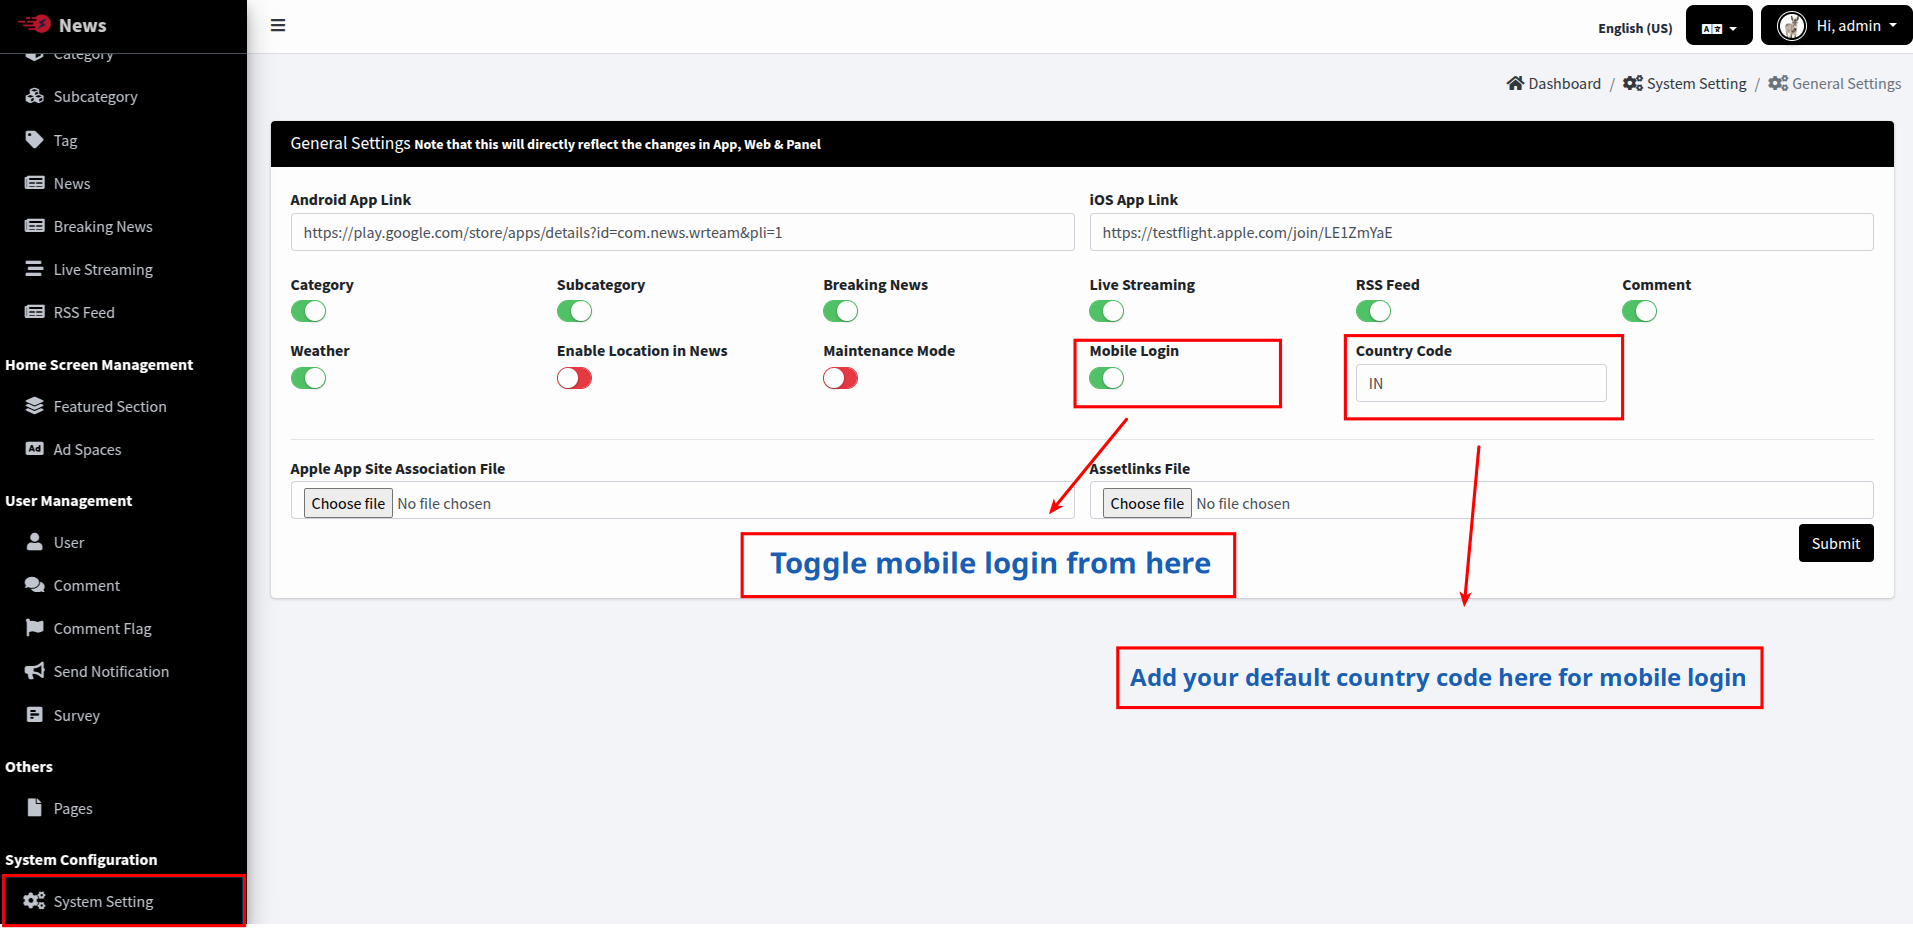 News
English (US)
Hi, admin
Category
Subcategory
Tag
News
Breaking News
Live Streaming
RSS Feed
Home Screen Management
Featured Section
Ad Spaces
User Management
User
Comment
Comment Flag
Send Notification
Survey
Others
Pages
System Configuration
System Setting
Dashboard / System Setting / General Settings
General Settings Note that this will directly reflect the changes in App, Web & Panel
Android App Link
https://play.google.com/store/apps/details?id=com.news.wrteam&pli=1
iOS App Link
https://testflight.apple.com/join/LE1ZmYaE
Category
Subcategory
Breaking News
Live Streaming
RSS Feed
Comment
Weather
Enable Location in News
Maintenance Mode
Mobile Login
Country Code
IN
Apple App Site Association File
Choose file No file chosen
Assetlinks File
Choose file No file chosen
Submit
Toggle mobile login from here
Add your default country code here for mobile login